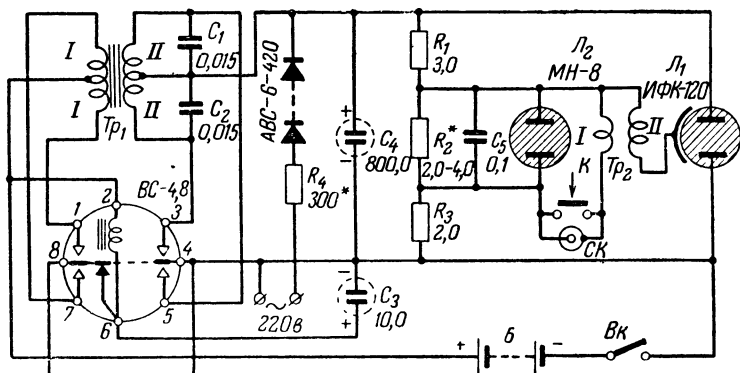 I
II
C1
0,015
I
II
C2
0,015
Тр1
АВС-6-420
R4
300*
+
C4
800,0
−
R1
3,0
R2*
2,0-4,0
C5
0,1
R3
2,0
Л2
МН-8
I
К
Тр2
СК
II
Л1
ИФК-120
ВС-4,8
1
2
3
4
5
6
7
8
~
220в
−
C3
10,0
+
+
Б
−
Вк